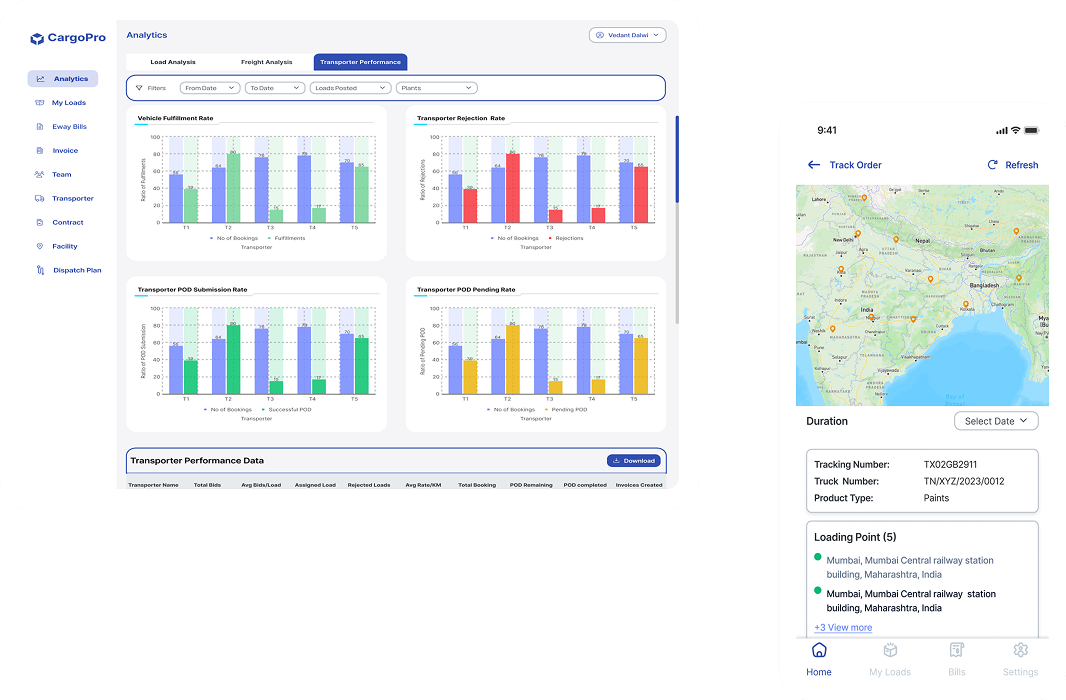 CargoPro
Analytics
My Loads
Eway Bills
Invoice
Team
Transporter
Contract
Facility
Dispatch Plan
Analytics
Vedant Dalwi
Load Analysis Freight Analysis Transporter Performance
Filters From Date To Date Loads Posted Plants
Vehicle Fulfillment Rate
Ratio of Fulfillments
100
80
60
40
20
0
56 39 64 80 76 15 78 17 70 65
T1 T2 T3 T4 T5
No of Bookings Fulfillments
Transporter
Transporter Rejection Rate
Ratio of Rejections
100
80
60
40
20
0
56 39 64 80 76 15 78 17 70 65
T1 T2 T3 T4 T5
No of Bookings Rejections
Transporter
Transporter POD Submission Rate
Ratio of POD Submission
100
80
60
40
20
0
56 39 64 80 76 15 78 17 70 65
T1 T2 T3 T4 T5
No of Bookings Successful POD
Transporter
Transporter POD Pending Rate
Ratio of Pending POD
100
80
60
40
20
0
56 39 64 80 76 15 78 17 70 65
T1 T2 T3 T4 T5
No of Bookings Pending POD
Transporter
Transporter Performance Data
Download
Transporter Name Total Bids Avg Bids/Load Assigned Load Rejected Loads Avg Rate/KM Total Booking POD Remaining POD completed Invoices Created
9:41
Track Order Refresh
Lahore
New Delhi
Nepal
Bhutan
Bangladesh
India
Kolkata
Duration
Select Date
Tracking Number: TX02GB2911
Truck Number: TN/XYZ/2023/0012
Product Type: Paints
Loading Point (5)
Mumbai, Mumbai Central railway station
building, Maharashtra, India
Mumbai, Mumbai Central railway station
building, Maharashtra, India
+3 View more
Home My Loads Bills Settings